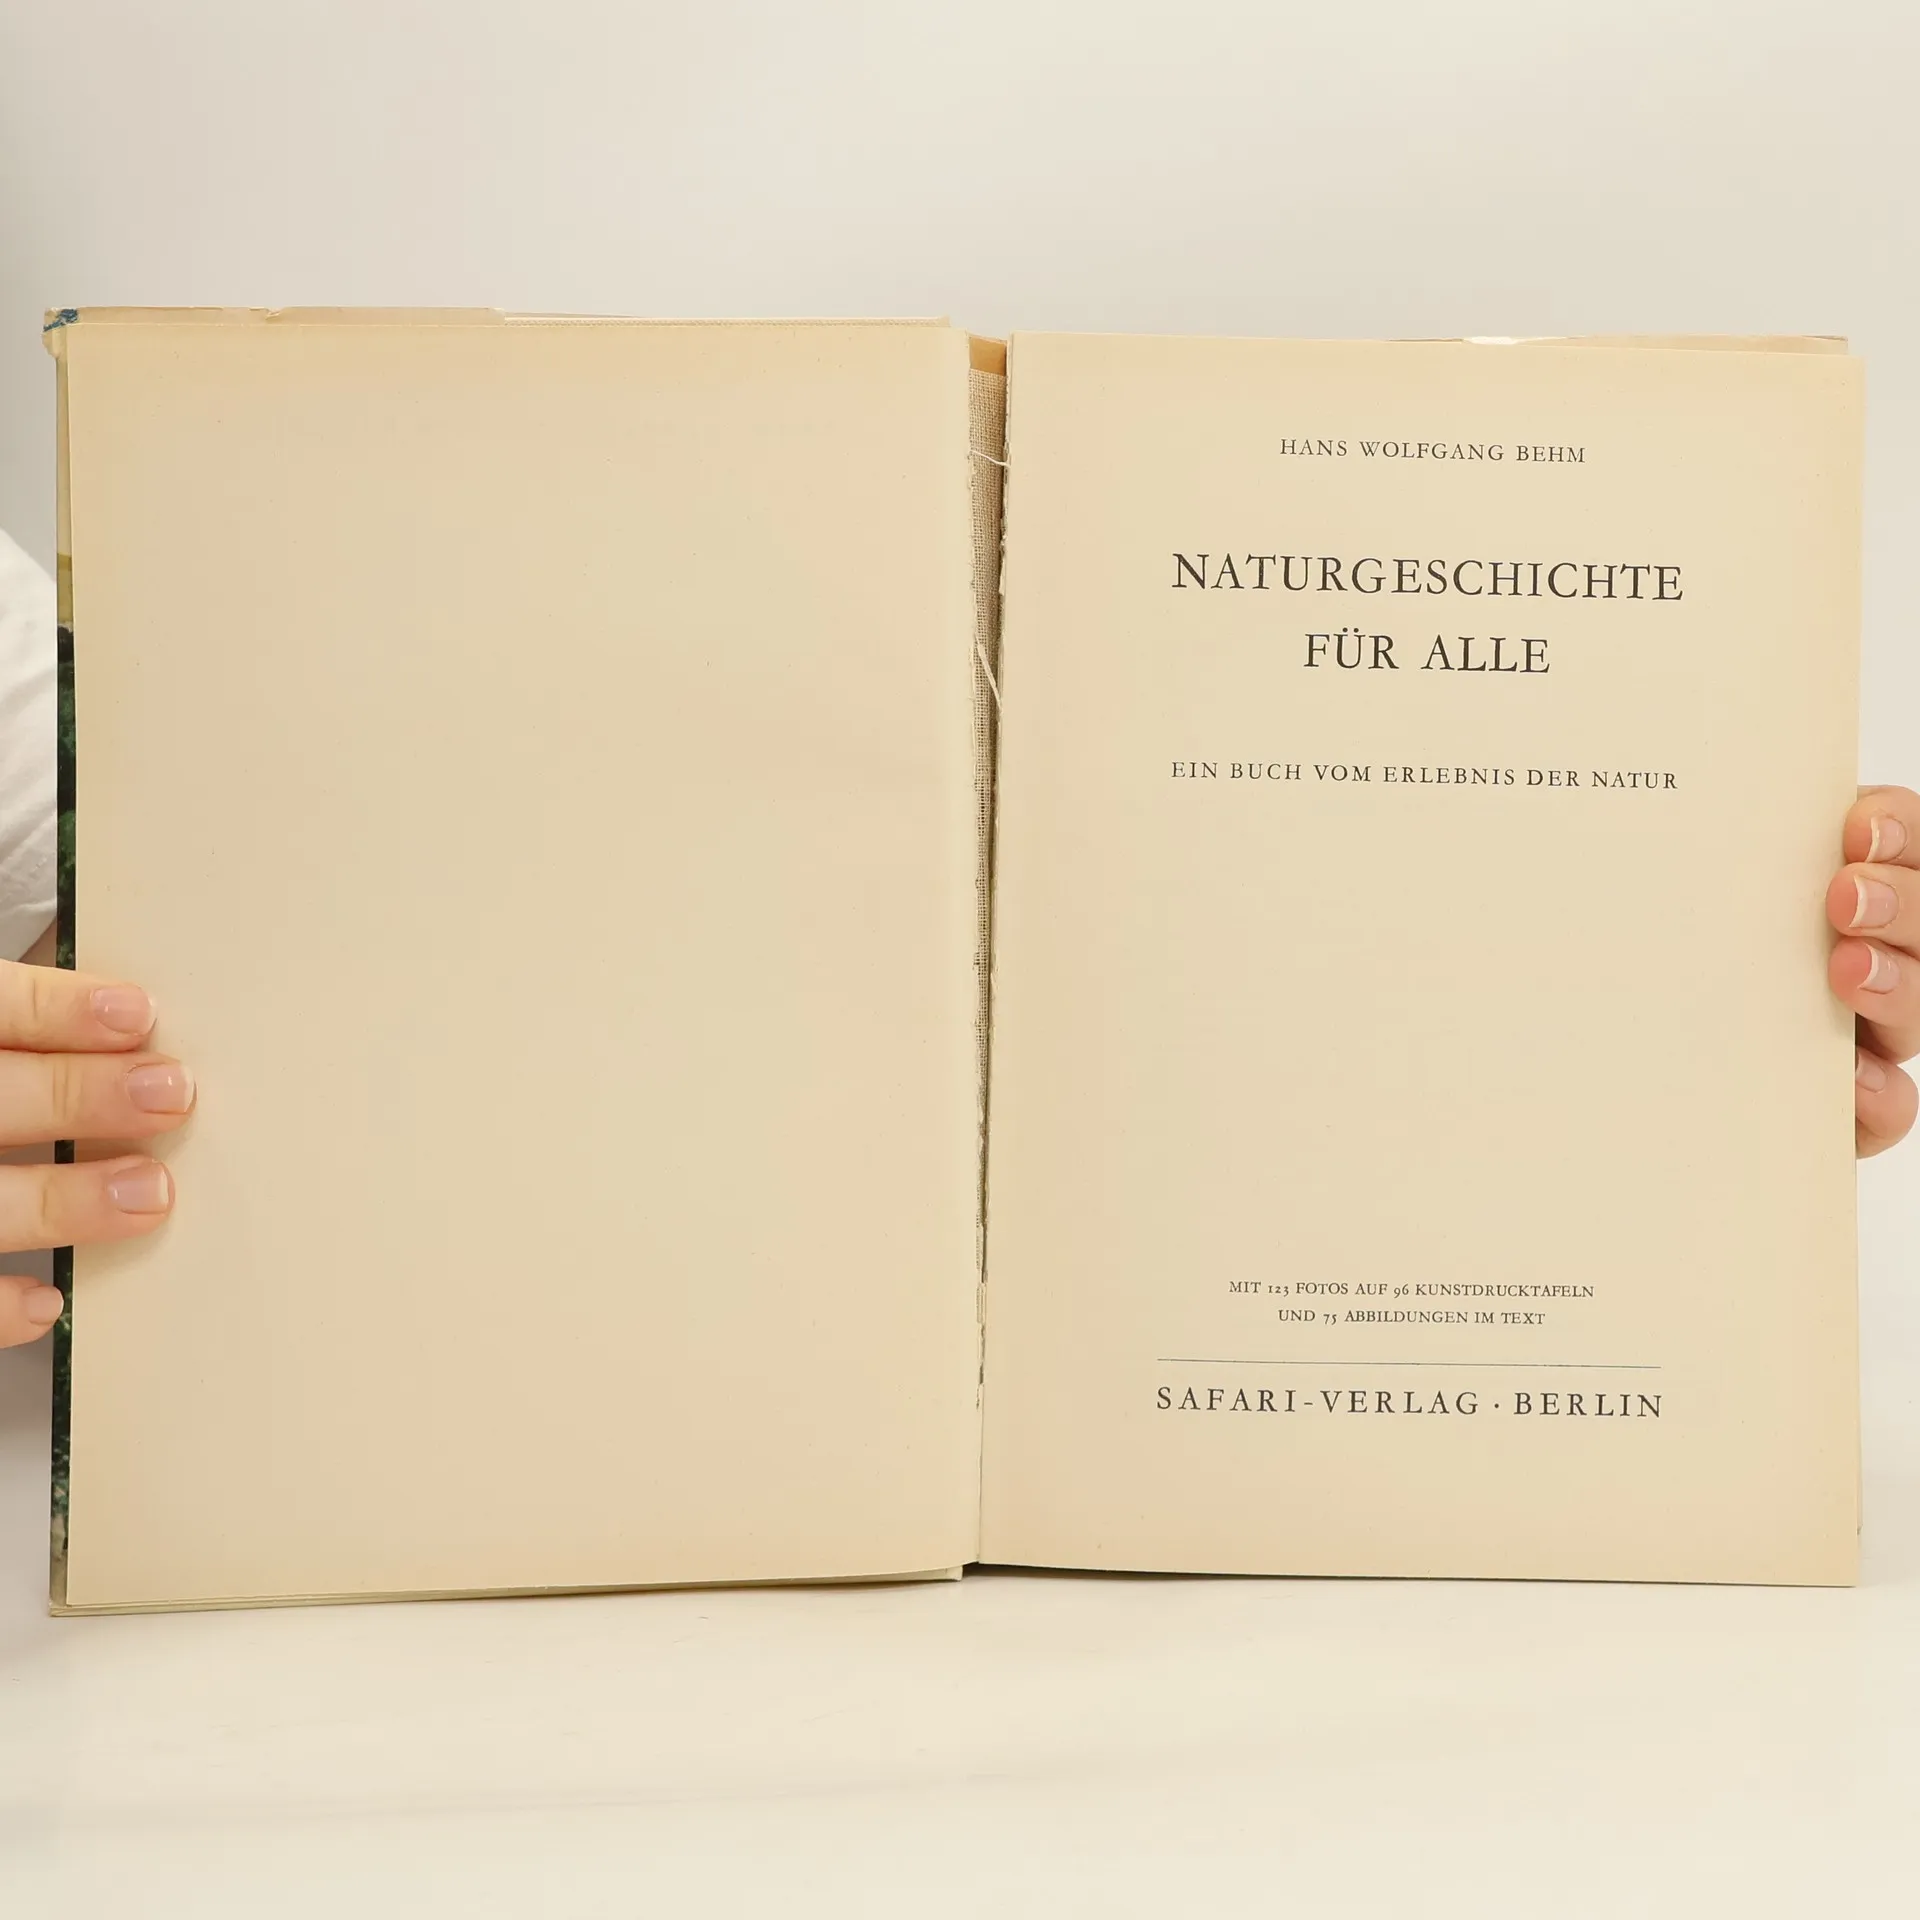 HANS WOLFGANG BEHM
NATURGESCHICHTE
FÜR ALLE
EIN BUCH VOM ERLEBNIS DER NATUR
MIT 123 FOTOS AUF 96 KUNSTDRUCKTAFELN
UND 75 ABBILDUNGEN IM TEXT
SAFARI-VERLAG · BERLIN